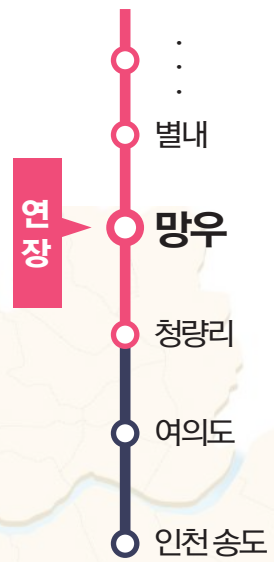 .
.
.
별내
연장
망우
청량리
여의도
인천 송도